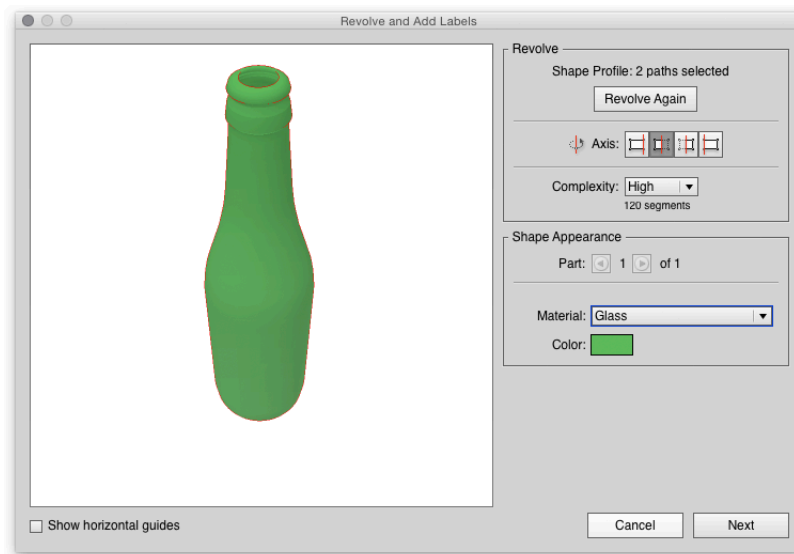 Revolve and Add Labels
Revolve
Shape Profile: 2 paths selected
Revolve Again
Axis:
Complexity: High
120 segments
Shape Appearance
Part: 1 of 1
Material: Glass
Color:
Show horizontal guides
Cancel Next